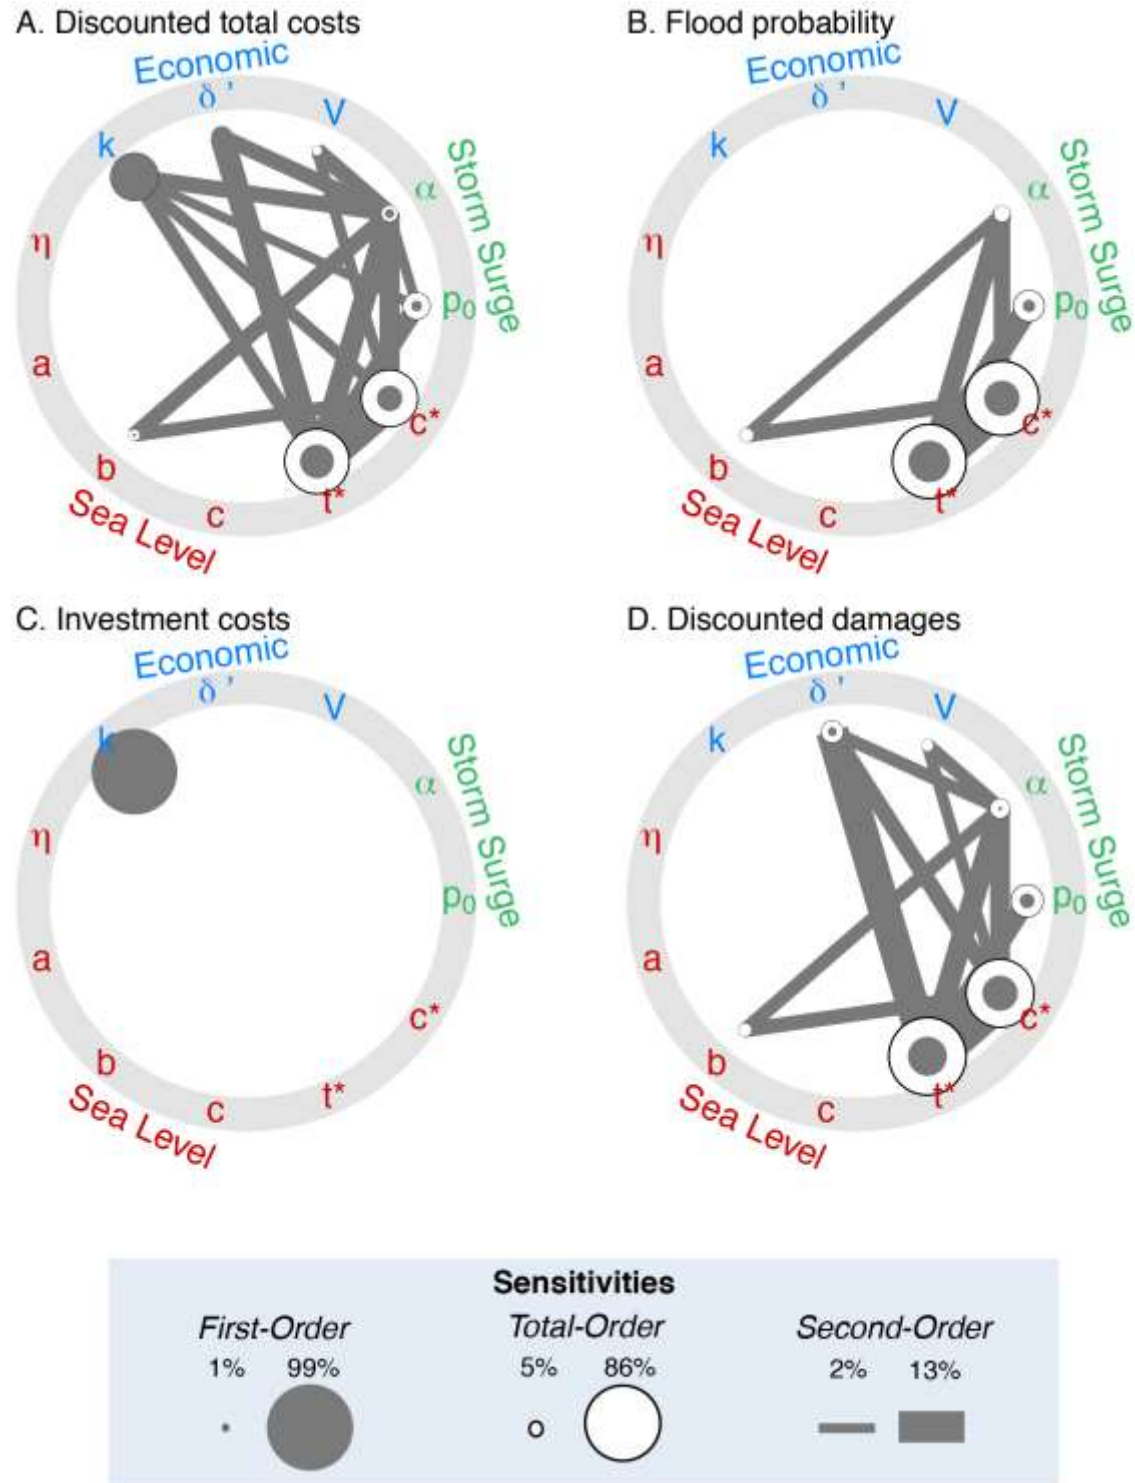 A. Discounted total costs
Economic
δ '
V
k
α
Storm Surge
η
p0
a
c*
b
t*
c
Sea Level
B. Flood probability
Economic
δ '
V
k
α
Storm Surge
η
p0
a
c*
b
t*
c
Sea Level
C. Investment costs
Economic
δ '
V
k
α
Storm Surge
η
p0
a
c*
b
t*
c
Sea Level
D. Discounted damages
Economic
δ '
V
k
α
Storm Surge
η
p0
a
c*
b
t*
c
Sea Level
Sensitivities
First-Order Total-Order Second-Order
1% 99% 5% 86% 2% 13%